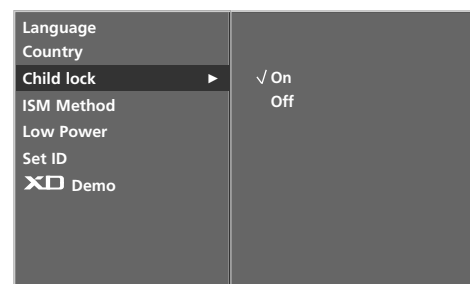 Language
Country
Child lock ►
ISM Method
Low Power
Set ID
XD Demo
√ On
Off